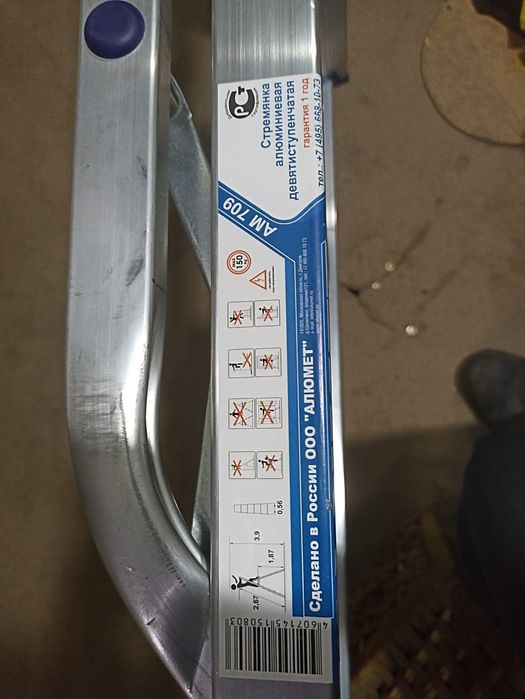 РСТ
Стремянка
алюминиевая
девятиступенчатая
гарантия 1 год
тел.: +7 (495) 668-10-73
АМ 709
150
Сделано в России ООО "АЛЮМЕТ"
0,56
3,9
1,87
2,67
4607145150803